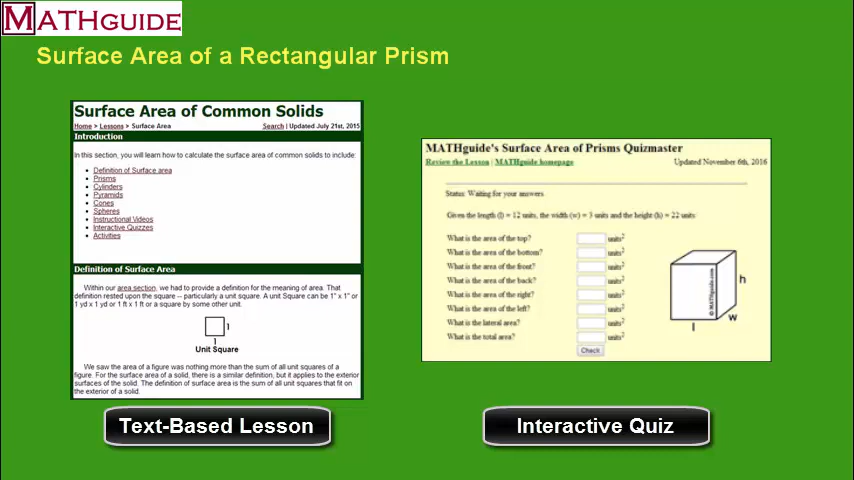 MATHGUIDE
Surface Area of a Rectangular Prism
Surface Area of Common Solids
Home > Lessons > Surface Area
Search | Updated July 21st, 2015
Introduction
In this section, you will learn how to calculate the surface area of common solids to include:
Definition of Surface area
Prisms
Cylinders
Pyramids
Cones
Spheres
Instructional Videos
Interactive Quizzes
Activities
Definition of Surface Area
Within our area section, we had to provide a definition for the meaning of area. That
definition rested upon the square -- particularly a unit square. A unit Square can be 1" x 1" or
1 yd x 1 yd or 1 ft x 1 ft or a square by some other unit.
1
1
Unit Square
We saw the area of a figure was nothing more than the sum of all unit squares of a
figure. For the surface area of a solid, there is a similar definition, but it applies to the exterior
surfaces of the solid. The definition of surface area is the sum of all unit squares that fit on
the exterior of a solid.
Text-Based Lesson
MATHguide's Surface Area of Prisms Quizmaster
Review the Lesson | MATHguide homepage
Updated November 6th, 2016
Status: Waiting for your answers.
Given the length (l) = 12 units, the width (w) = 3 units and the height (h) = 22 units:
What is the area of the top? units²
What is the area of the bottom? units²
What is the area of the front? units²
What is the area of the back? units²
What is the area of the right? units²
What is the area of the left? units²
What is the lateral area? units²
What is the total area? units²
Check
© MATHguide.com
h
w
l
Interactive Quiz